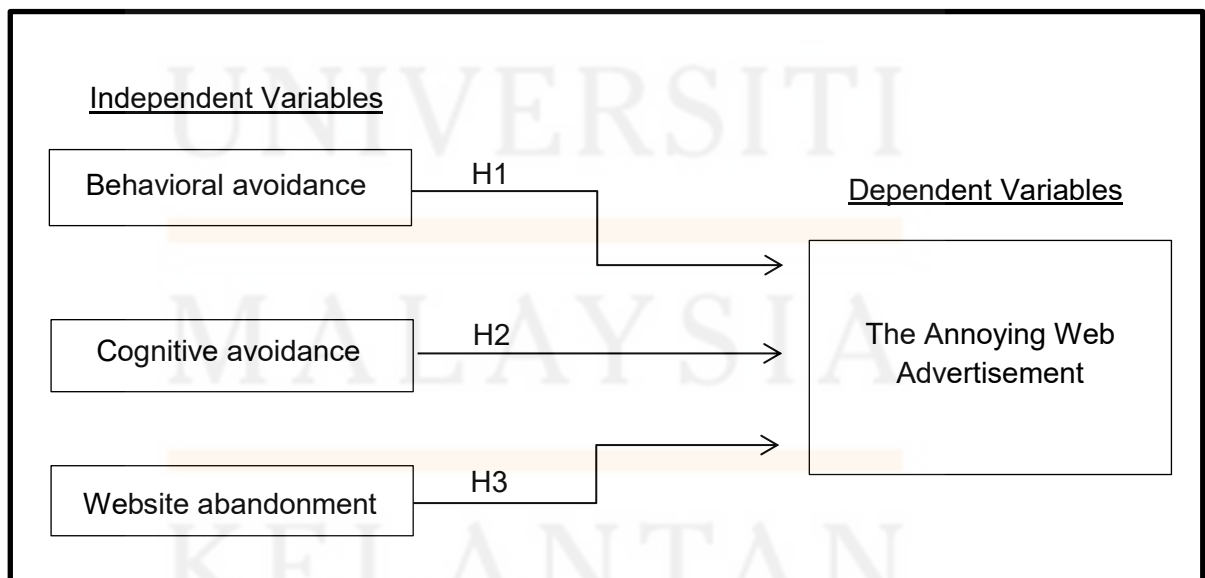 UNIVERSITI
Independent Variables
Behavioral avoidance
H1
Dependent Variables
MALAYSIA
Cognitive avoidance
H2
The Annoying Web
Advertisement
Website abandonment
H3
KELANTAN